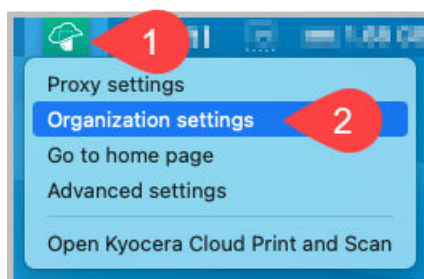 1
Proxy settings
Organization settings
2
Go to home page
Advanced settings
Open Kyocera Cloud Print and Scan